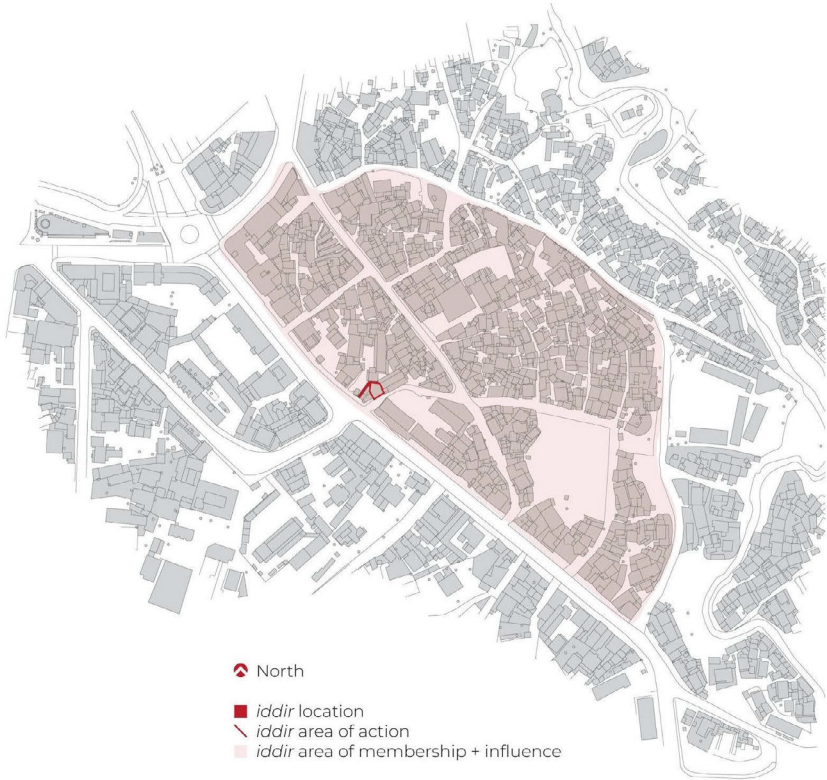 North
iddir location
iddir area of action
iddir area of membership + influence